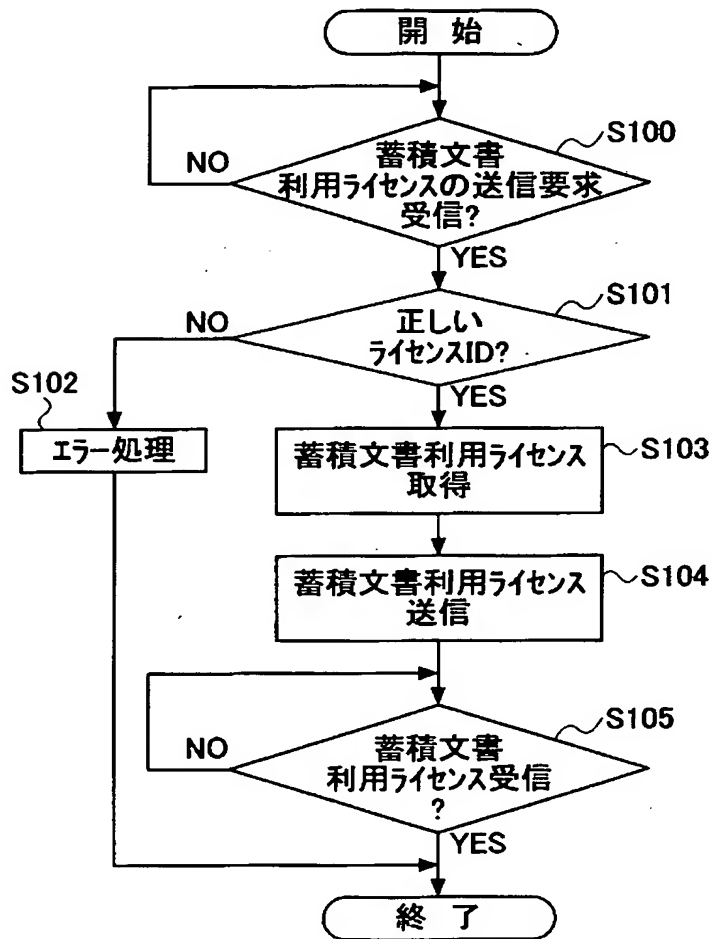 開 始
S100
蓄積文書
利用ライセンスの送信要求
受信?
NO
YES
S101
正しい
ライセンスID?
NO
YES
S102
エラー処理
S103
蓄積文書利用ライセンス
取得
S104
蓄積文書利用ライセンス
送信
S105
蓄積文書
利用ライセンス受信
?
NO
YES
終 了